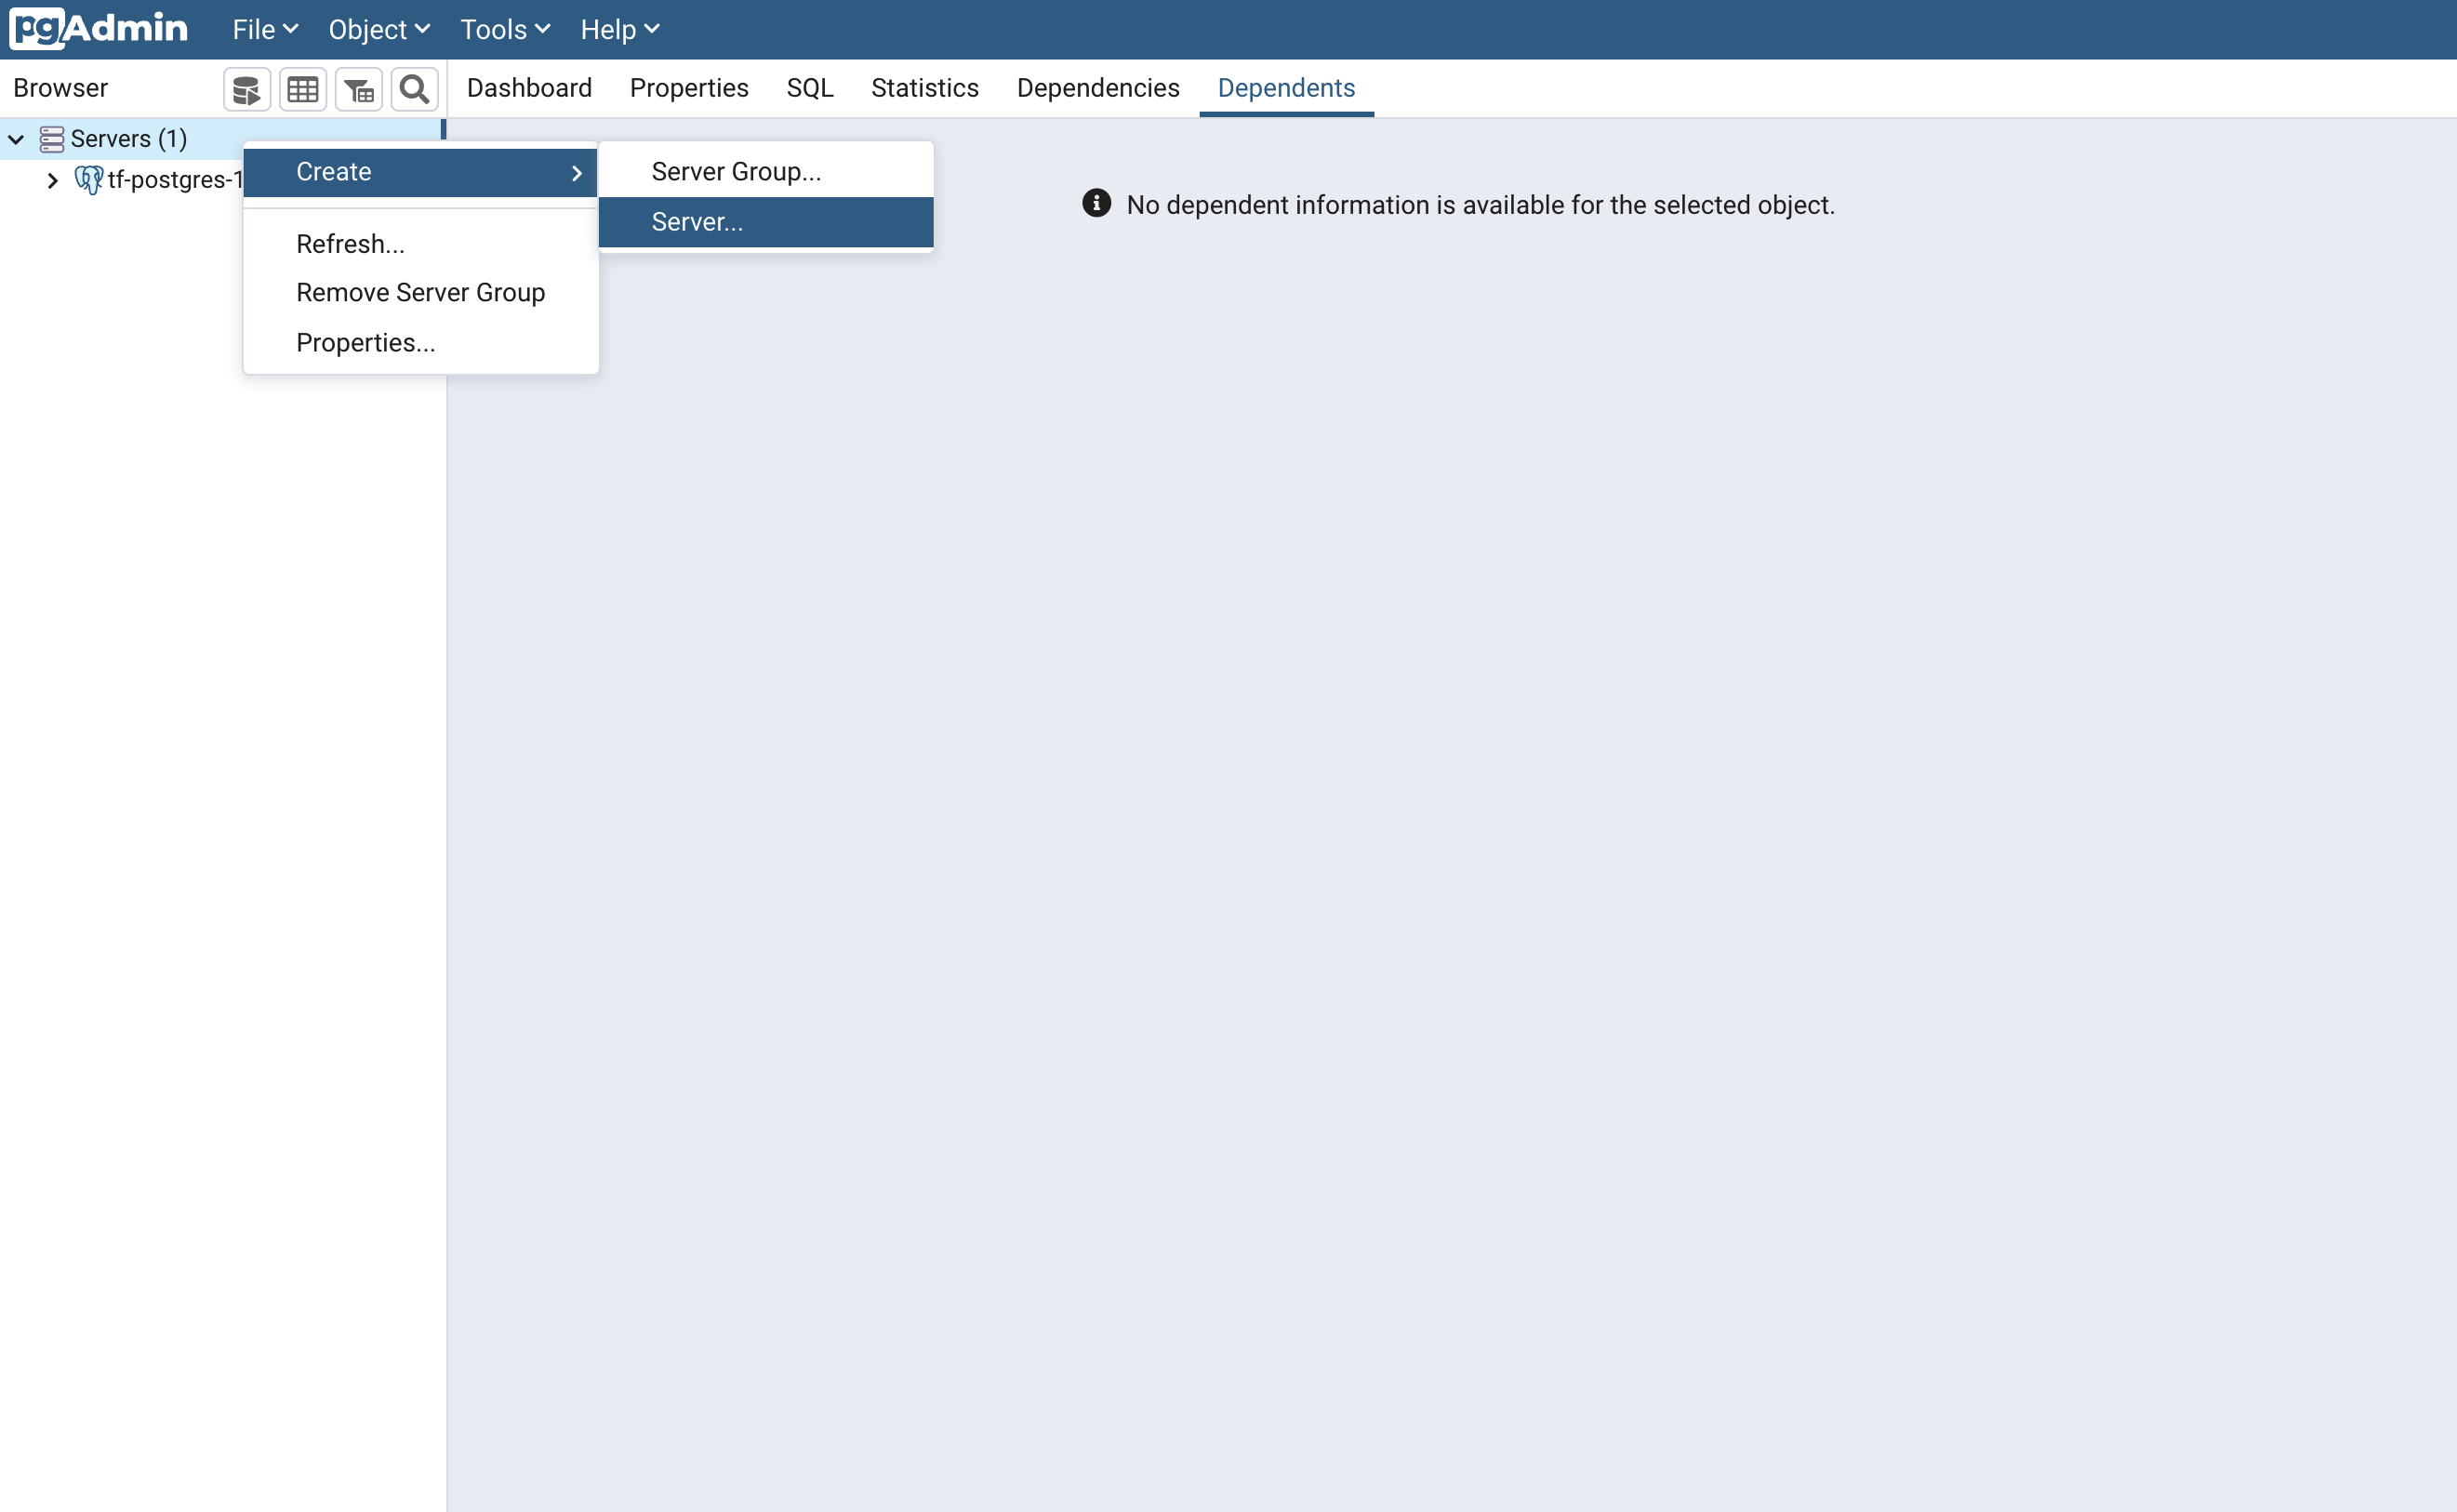 pgAdmin File Object Tools Help
Browser Dashboard Properties SQL Statistics Dependencies Dependents
Servers (1)
tf-postgres-1
Create
Refresh...
Remove Server Group
Properties...
Server Group...
Server...
No dependent information is available for the selected object.